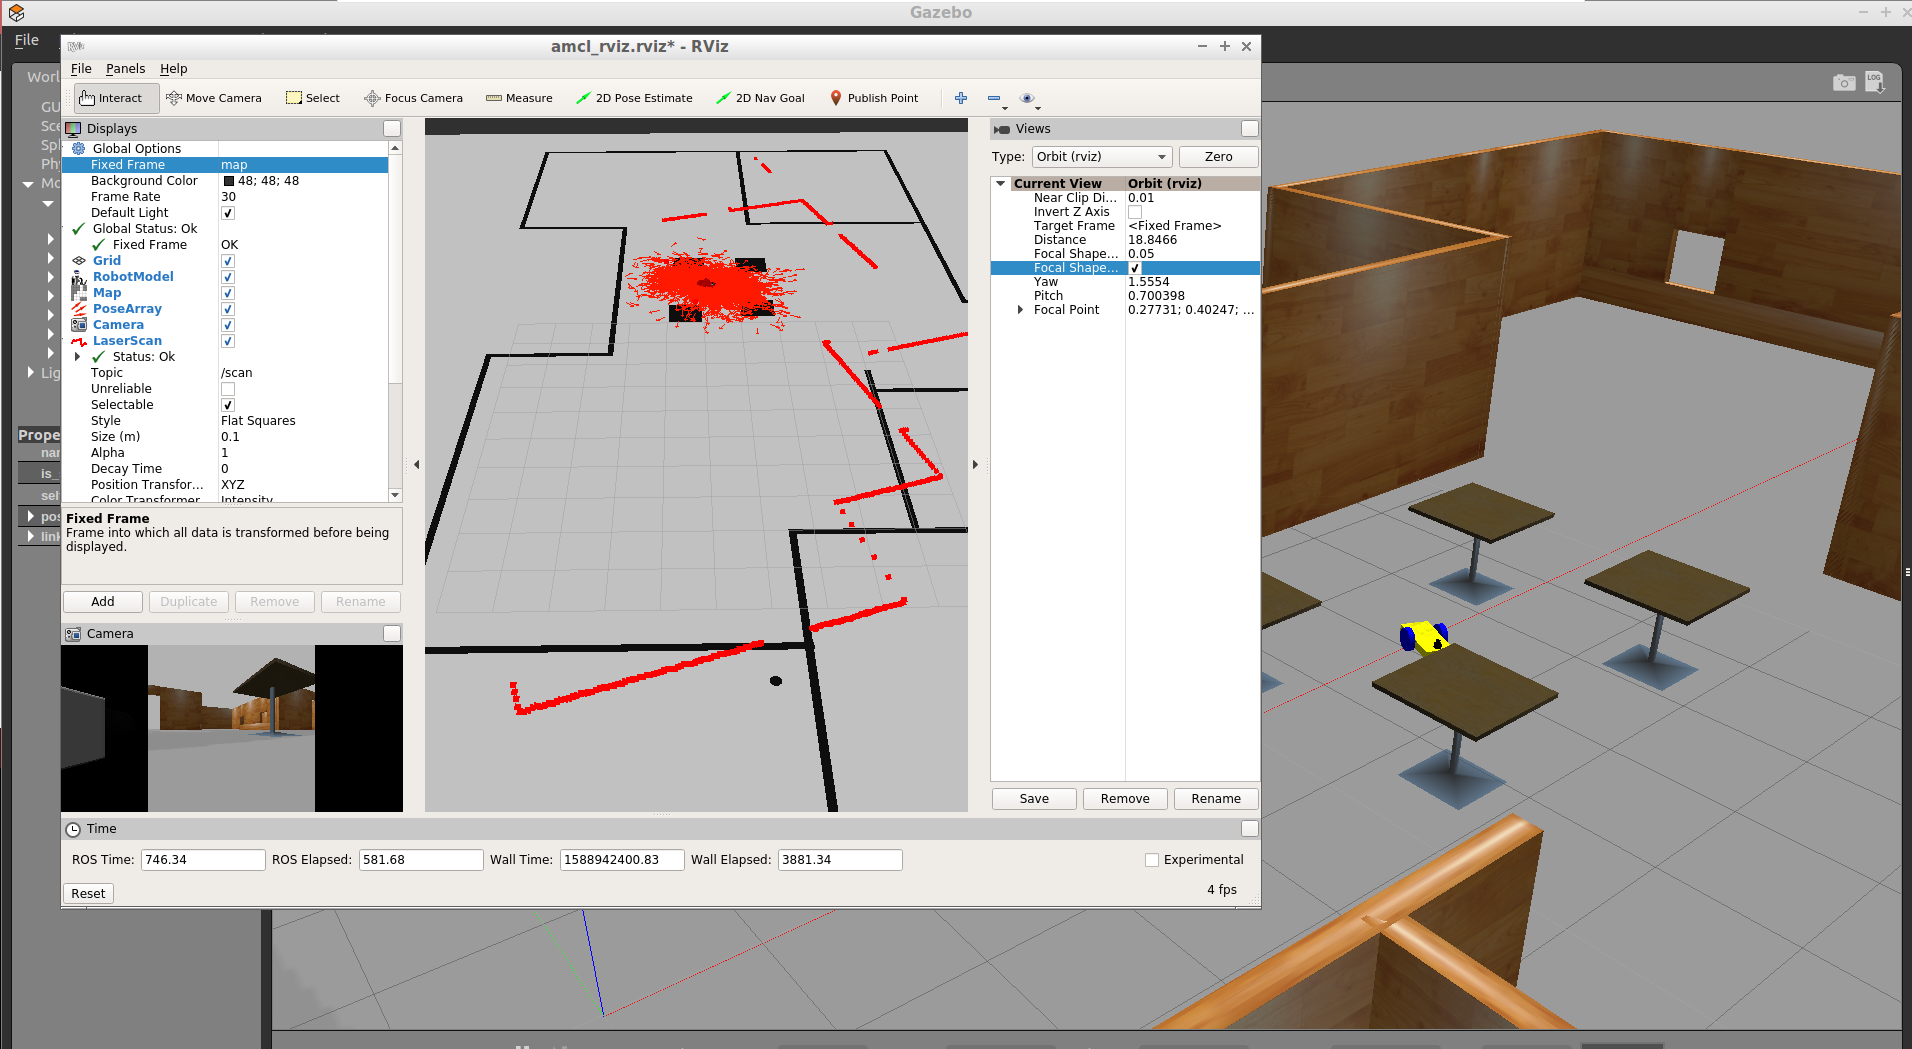 Gazebo
File
amcl_rviz.rviz* - RViz
File Panels Help
Interact Move Camera Select Focus Camera Measure 2D Pose Estimate 2D Nav Goal Publish Point
LOG
Displays
Global Options
Fixed Frame map
Background Color 48; 48; 48
Frame Rate 30
Default Light
Global Status: Ok
Fixed Frame OK
Grid
RobotModel
Map
PoseArray
Camera
LaserScan
Status: Ok
Topic /scan
Unreliable
Selectable
Style Flat Squares
Size (m) 0.1
Alpha 1
Decay Time 0
Position Transfor... XYZ
Color Transformer Intensity
Fixed Frame
Frame into which all data is transformed before being
displayed.
Add Duplicate Remove Rename
Camera
Views
Type: Orbit (rviz) Zero
Current View Orbit (rviz)
Near Clip Di... 0.01
Invert Z Axis
Target Frame <Fixed Frame>
Distance 18.8466
Focal Shape... 0.05
Focal Shape...
Yaw 1.5554
Pitch 0.700398
Focal Point 0.27731; 0.40247; ...
Save Remove Rename
Time
ROS Time: 746.34 ROS Elapsed: 581.68 Wall Time: 1588942400.83 Wall Elapsed: 3881.34 Experimental
Reset 4 fps
Worl
GU
Sce
Sp
Phy
Mo
Lig
Prope
nar
is_
sel
pos
link